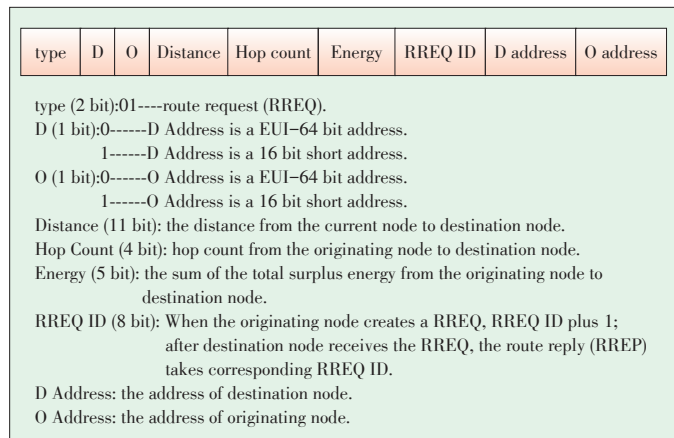 type D O Distance Hop count Energy RREQ ID D address O address
type (2 bit):01----route request (RREQ).
D (1 bit):0------D Address is a EUI−64 bit address.
1------D Address is a 16 bit short address.
O (1 bit):0------O Address is a EUI−64 bit address.
1------O Address is a 16 bit short address.
Distance (11 bit): the distance from the current node to destination node.
Hop Count (4 bit): hop count from the originating node to destination node.
Energy (5 bit): the sum of the total surplus energy from the originating node to
destination node.
RREQ ID (8 bit): When the originating node creates a RREQ, RREQ ID plus 1;
after destination node receives the RREQ, the route reply (RREP)
takes corresponding RREQ ID.
D Address: the address of destination node.
O Address: the address of originating node.